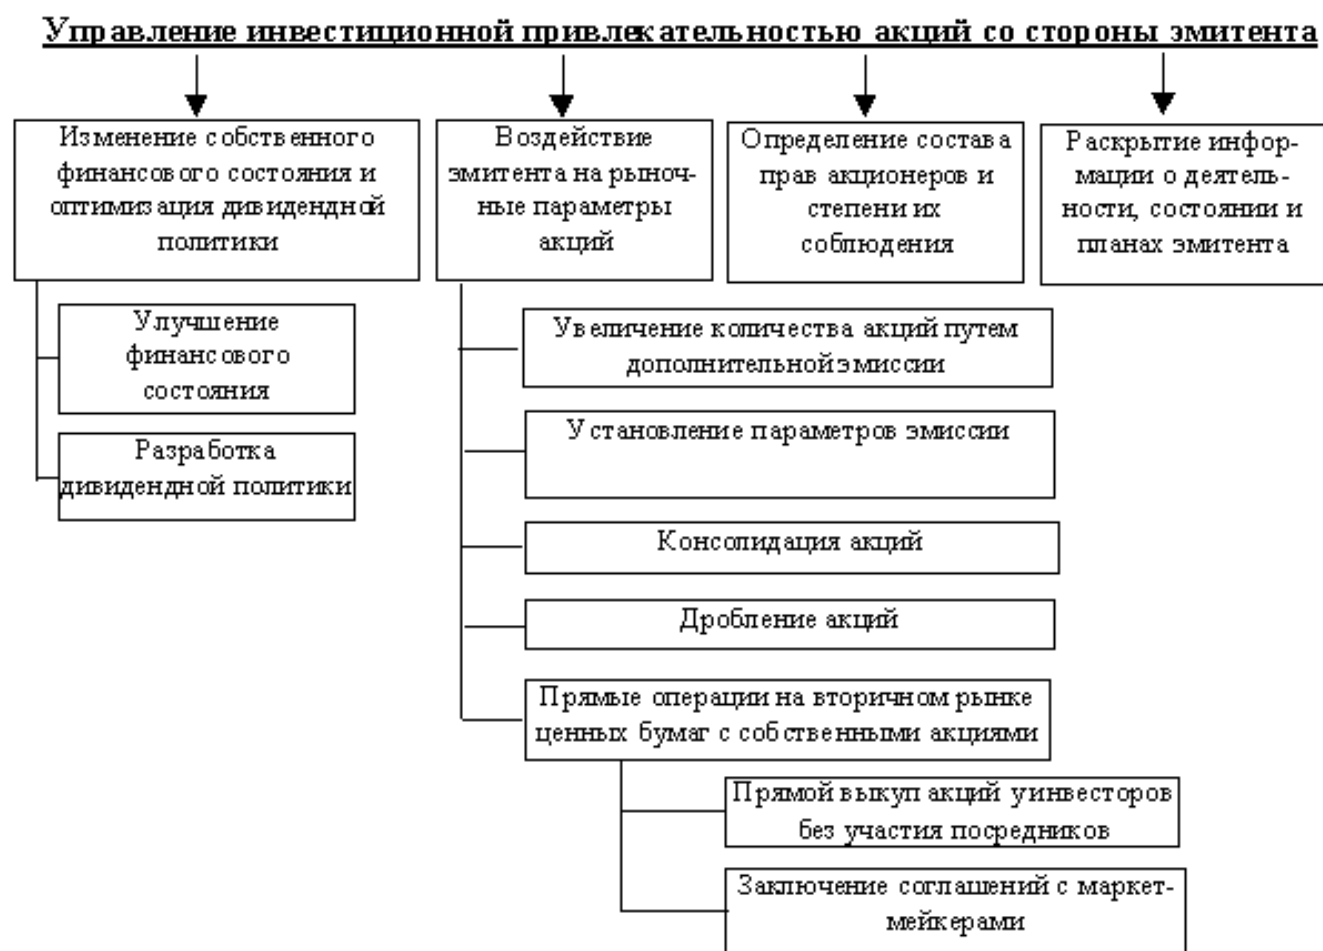 Управление инвестиционной привлекательностью акций со стороны эмитента
Изменение собственного
финансового состояния и
оптимизация дивидендной
политики
Воздействие
эмитента на рыноч-
ные параметры
акций
Определение состава
прав акционеров и
степени их
соблюдения
Раскрытие инфор-
мации о деятель-
ности, состоянии и
планах эмитента
Улучшение
финансового
состояния
Разработка
дивидендной политики
Увеличение количества акций путем
дополнительной эмиссии
Установление параметров эмиссии
Консолидация акций
Дробление акций
Прямые операции на вторичном рынке
ценных бумаг с собственными акциями
Прямой выкуп акций у инвесторов
без участия посредников
Заключение соглашений с маркет-
мейкерами